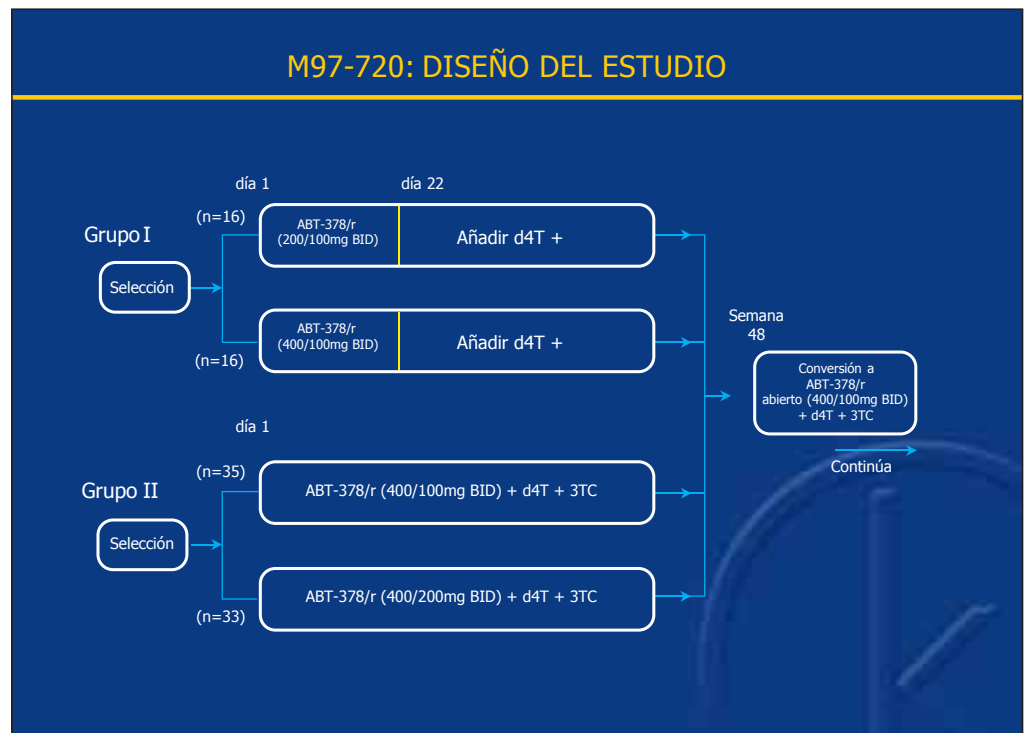 M97-720: DISEÑO DEL ESTUDIO
día 1
día 22
(n=16)
Grupo I
ABT-378/r
(200/100mg BID)
Añadir d4T +
Selección
ABT-378/r
(400/100mg BID)
Añadir d4T +
(n=16)
Semana
48
Conversión a
ABT-378/r
abierto (400/100mg BID)
+ d4T + 3TC
Continúa
día 1
(n=35)
Grupo II
ABT-378/r (400/100mg BID) + d4T + 3TC
Selección
ABT-378/r (400/200mg BID) + d4T + 3TC
(n=33)